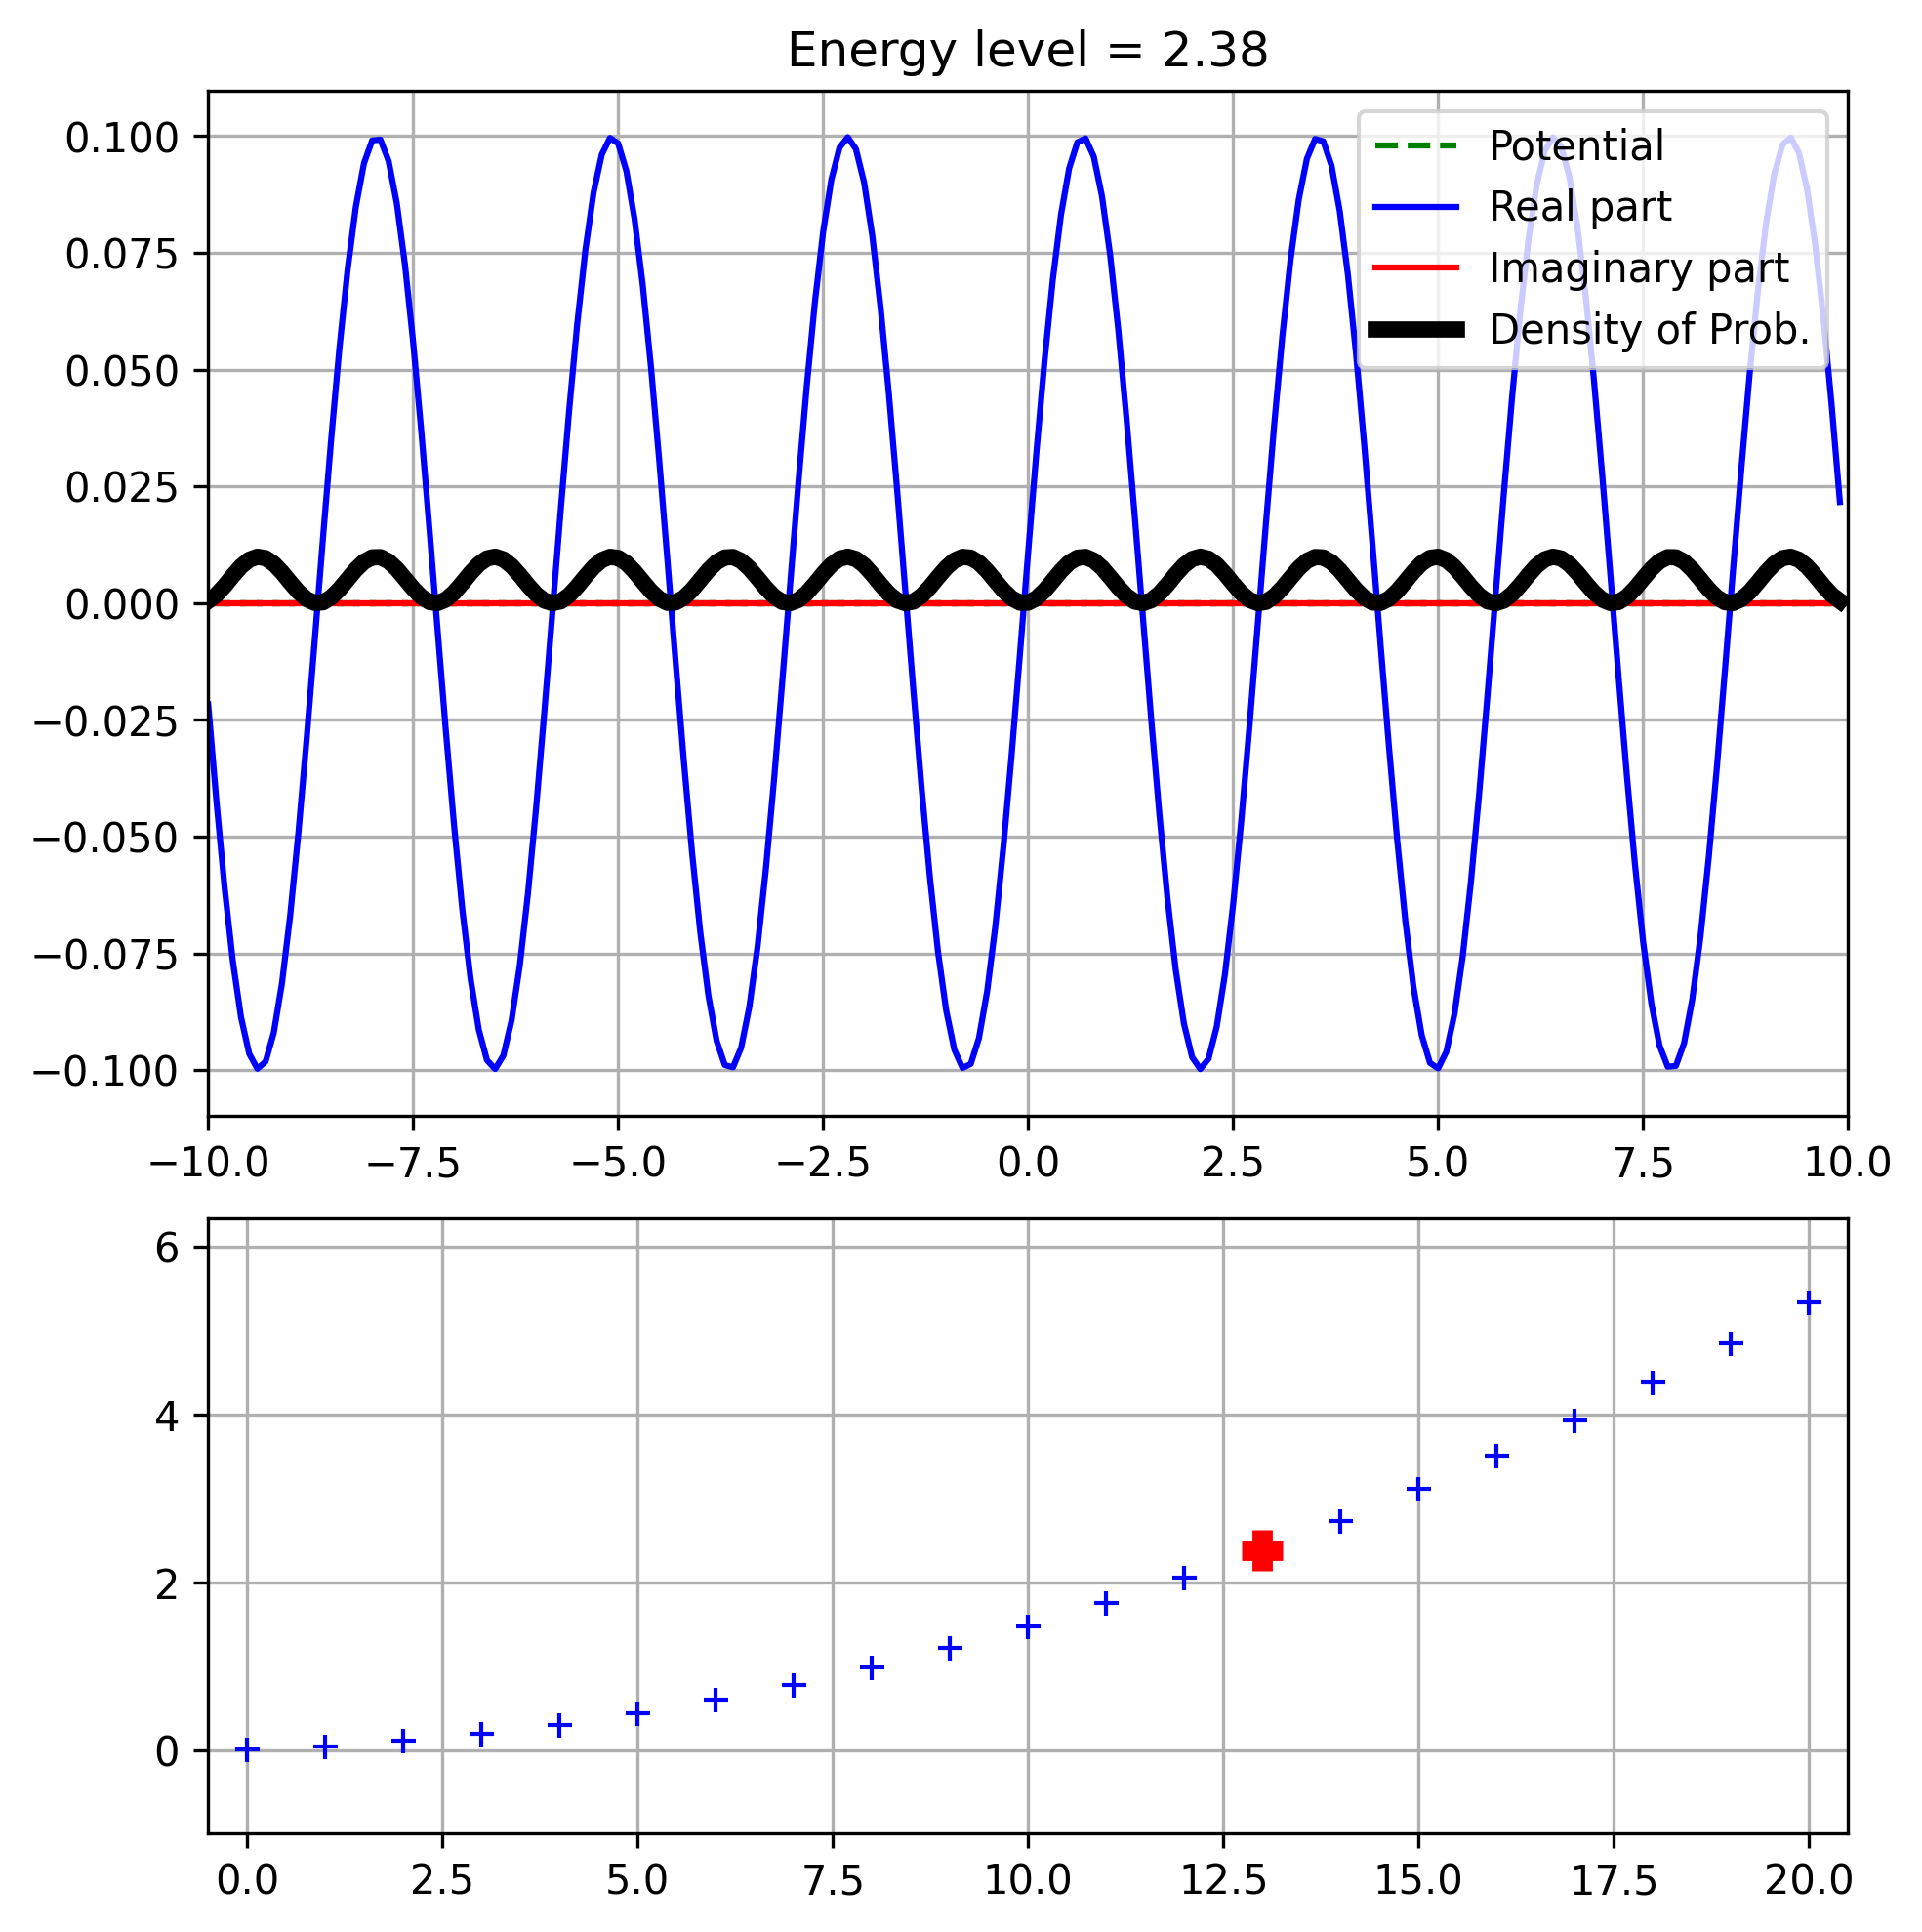 Energy level = 2.38
0.100
0.075
0.050
0.025
0.000
−0.025
−0.050
−0.075
−0.100
Potential
Real part
Imaginary part
Density of Prob.
−10.0 −7.5 −5.0 −2.5 0.0 2.5 5.0 7.5 10.0
6
4
2
0
0.0 2.5 5.0 7.5 10.0 12.5 15.0 17.5 20.0